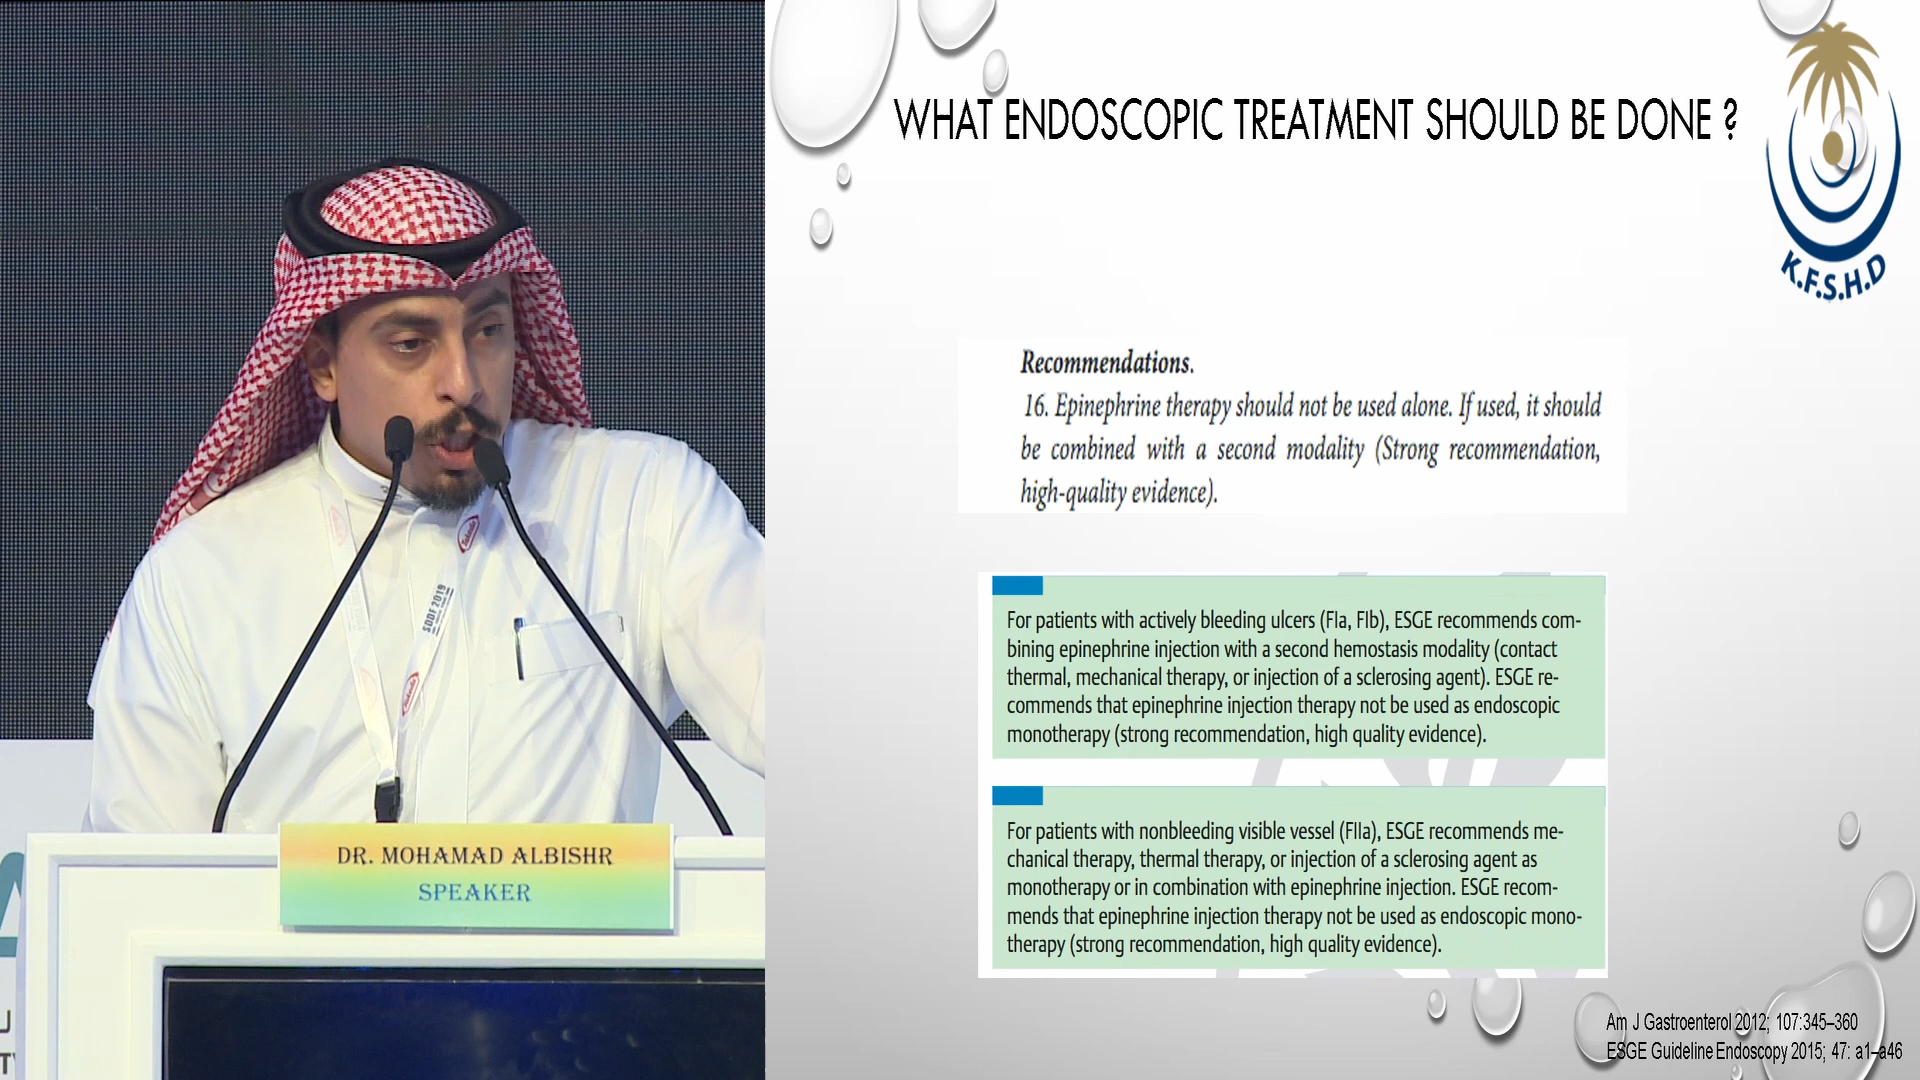 WHAT ENDOSCOPIC TREATMENT SHOULD BE DONE ?
K.F.S.H.D
Recommendations.
16. Epinephrine therapy should not be used alone. If used, it should
be combined with a second modality (Strong recommendation,
high-quality evidence).
For patients with actively bleeding ulcers (FIa, FIb), ESGE recommends com-
bining epinephrine injection with a second hemostasis modality (contact
thermal, mechanical therapy, or injection of a sclerosing agent). ESGE re-
commends that epinephrine injection therapy not be used as endoscopic
monotherapy (strong recommendation, high quality evidence).
For patients with nonbleeding visible vessel (FIIa), ESGE recommends me-
chanical therapy, thermal therapy, or injection of a sclerosing agent as
monotherapy or in combination with epinephrine injection. ESGE recom-
mends that epinephrine injection therapy not be used as endoscopic mono-
therapy (strong recommendation, high quality evidence).
Am J Gastroenterol 2012; 107:345–360
ESGE Guideline Endoscopy 2015; 47: a1–a46
SDDF 2019
Takeda
Takeda
DR. MOHAMAD ALBISHR
SPEAKER